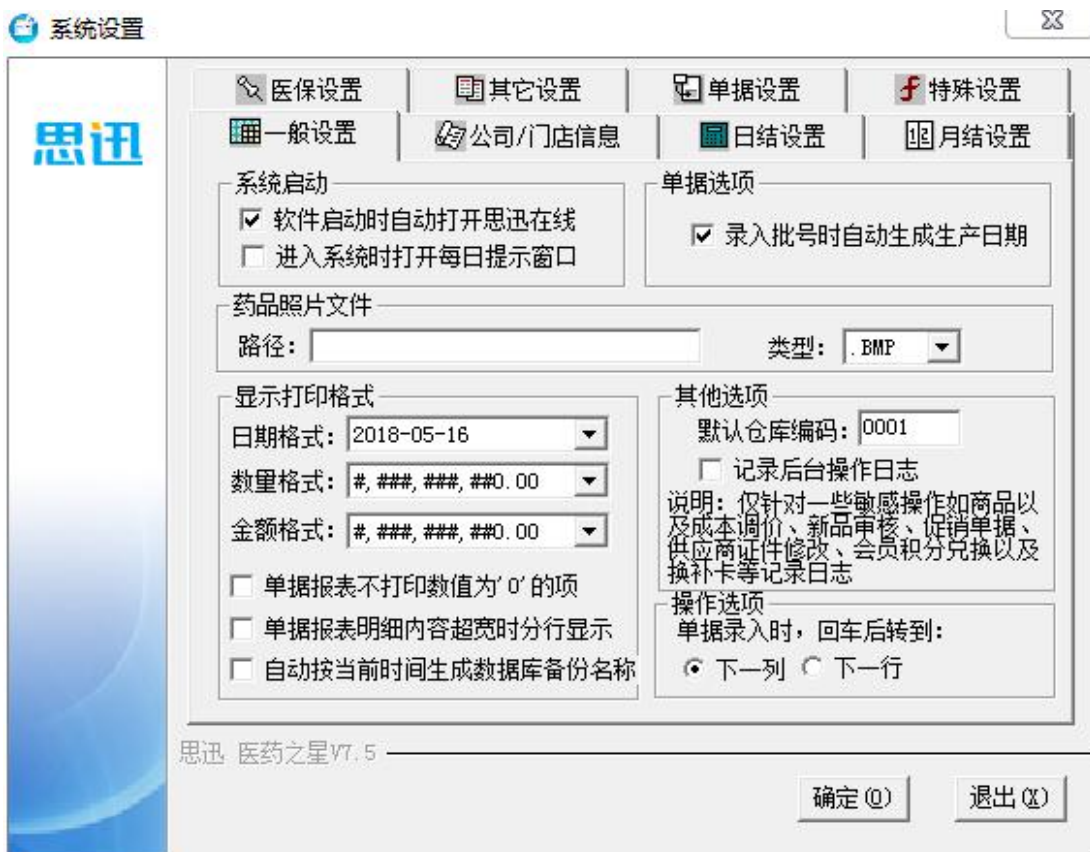 系统设置
思迅
医保设置
其它设置
单据设置
特殊设置
一般设置
公司/门店信息
日结设置
月结设置
系统启动
软件启动时自动打开思迅在线
进入系统时打开每日提示窗口
单据选项
录入批号时自动生成生产日期
药品照片文件
路径:
类型: .BMP
显示打印格式
日期格式: 2018-05-16
数量格式: #,###,###,##0.00
金额格式: #,###,###,##0.00
单据报表不打印数值为'0'的项
单据报表明细内容超宽时分行显示
自动按当前时间生成数据库备份名称
其他选项
默认仓库编码: 0001
记录后台操作日志
说明: 仅针对一些敏感操作如商品以
及成本调价、新品审核、促销单据、
供应商证件修改、会员积分兑换以及
换补卡等记录日志
操作选项
单据录入时, 回车后转到:
下一列 下一行
思迅 医药之星V7.5
确定(O)
退出(X)